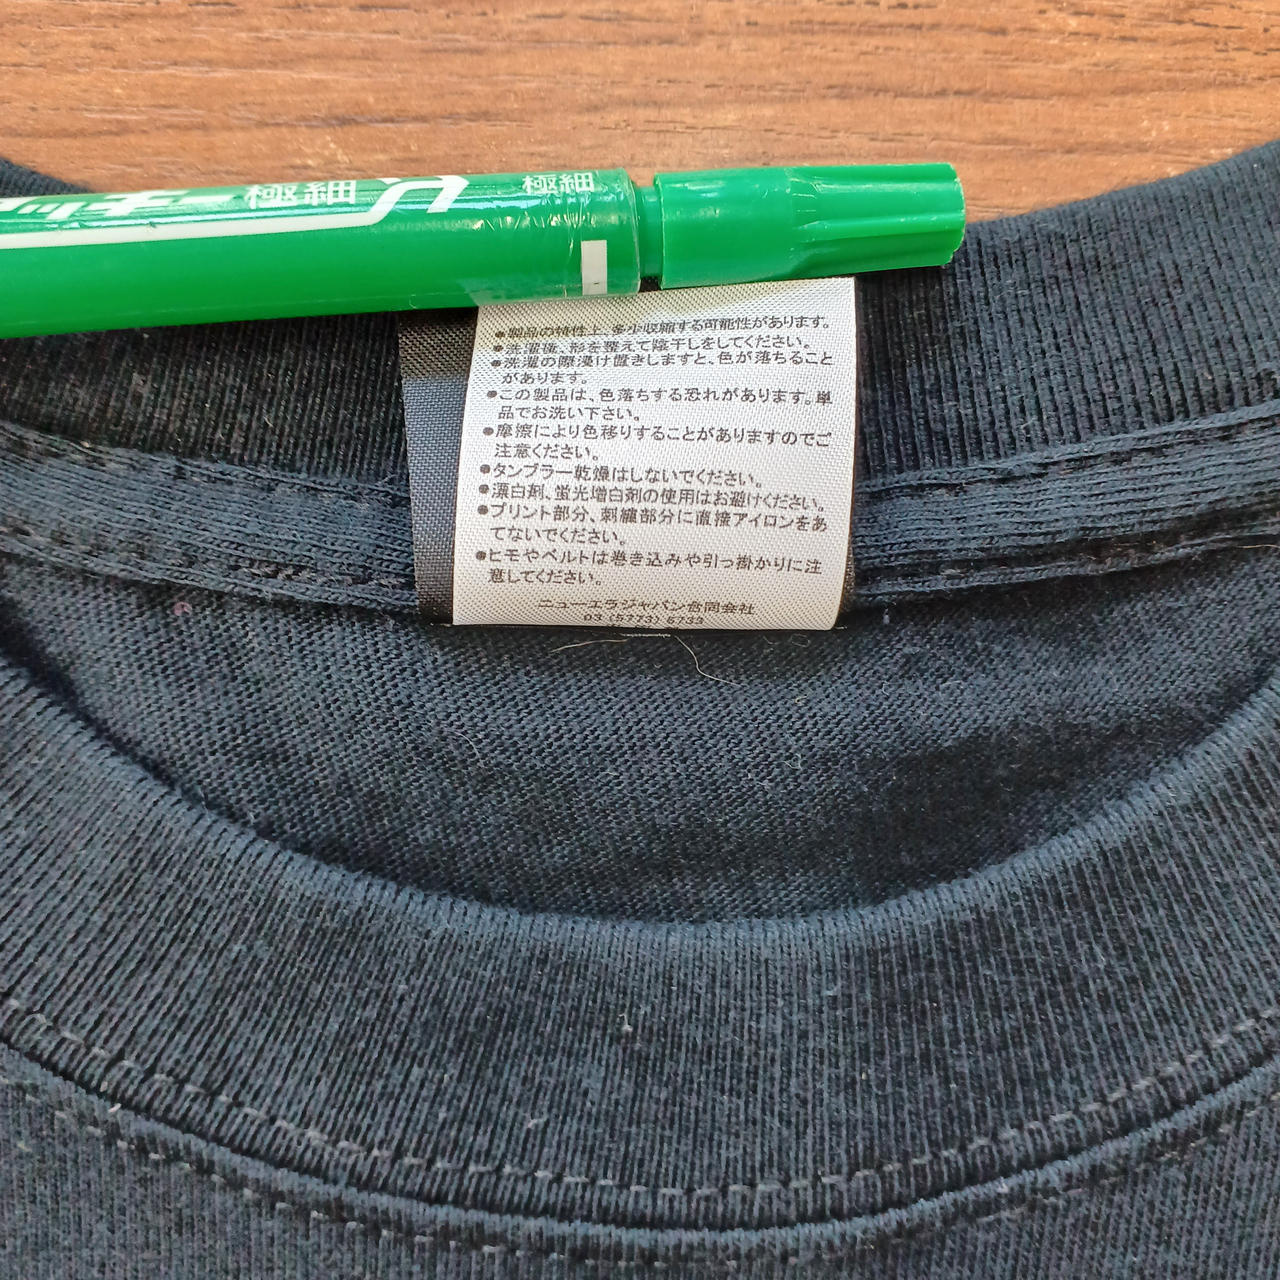 極細
極細
●製品の特性上、多少収縮する可能性があります。
●洗濯後、形を整えて陰干しをしてください。
●洗濯の際浸け置きしますと、色が落ちること
があります。
●この製品は、色落ちする恐れがあります。単
品でお洗い下さい。
●摩擦により色移りすることがありますのでご
注意ください。
●タンブラー乾燥はしないでください。
●漂白剤、蛍光増白剤の使用はお避けください。
●プリント部分、刺繍部分に直接アイロンをあ
てないでください。
●ヒモやベルトは巻き込みや引っ掛かりに注
意してください。
ニューエラジャパン合同会社
03 (5773) 6733